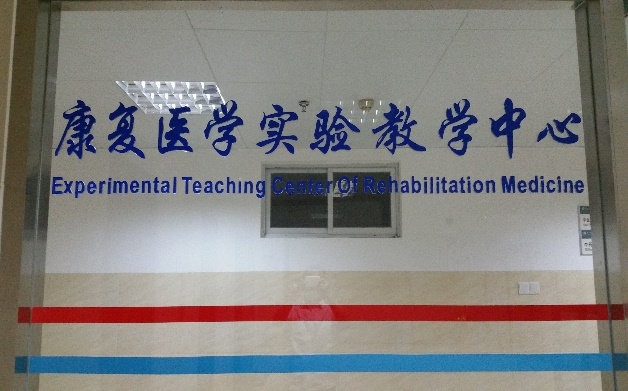 康复医学实验教学中心
Experimental Teaching Center Of Rehabilitation Medicine